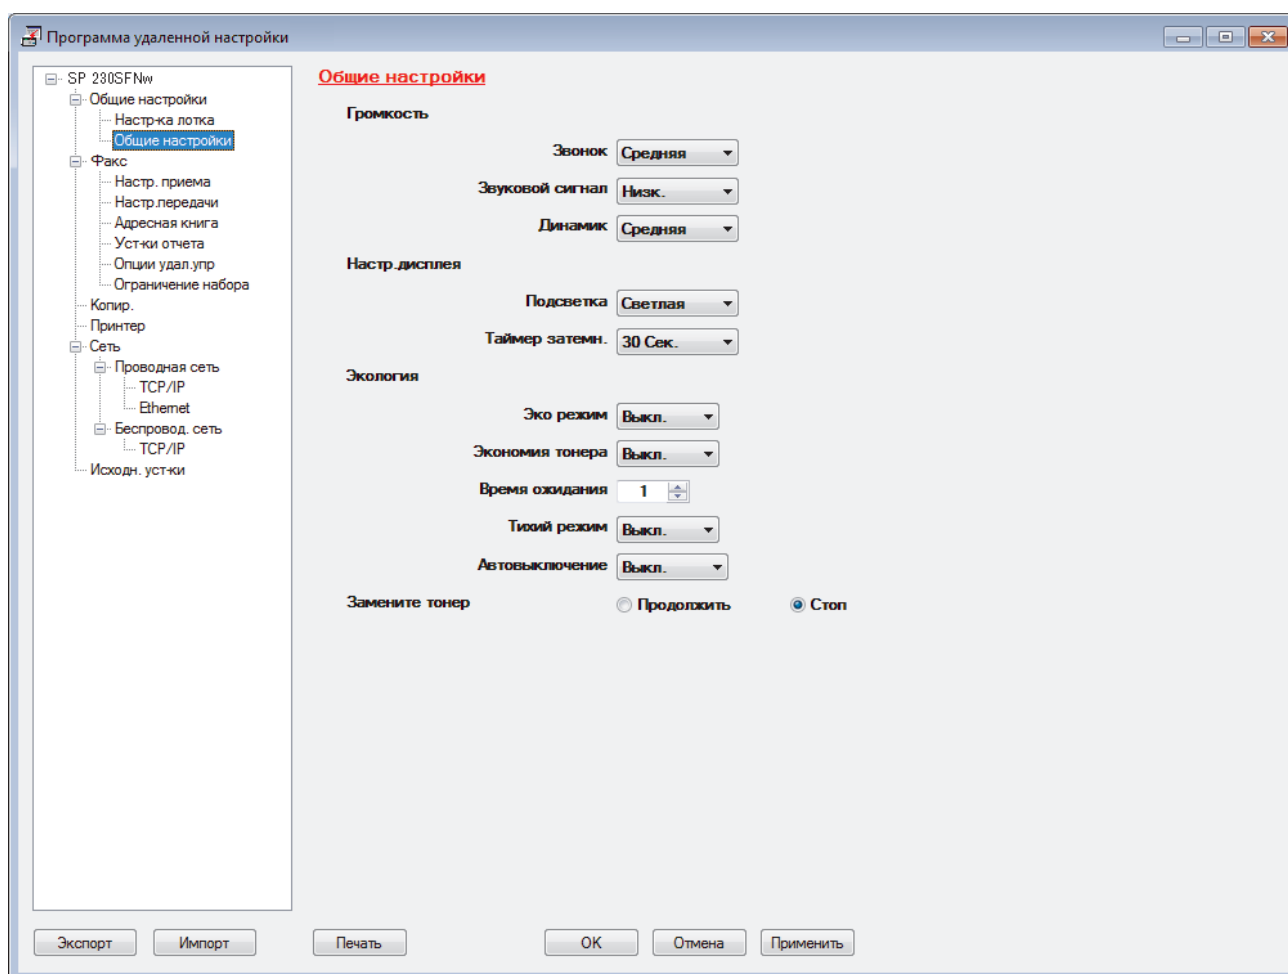 Программа удаленной настройки
SP 230SFNw
Общие настройки
Настр-ка лотка
Общие настройки
Факс
Настр. приема
Настр.передачи
Адресная книга
Уст-ки отчета
Опции удал.упр
Ограничение набора
Копир.
Принтер
Сеть
Проводная сеть
TCP/IP
Ethernet
Беспровод. сеть
TCP/IP
Исходн. уст-ки
Общие настройки
Громкость
Звонок Средняя
Звуковой сигнал Низк.
Динамик Средняя
Настр.дисплея
Подсветка Светлая
Таймер затемн. 30 Сек.
Экология
Эко режим Выкл.
Экономия тонера Выкл.
Время ожидания 1
Тихий режим Выкл.
Автовыключение Выкл.
Замените тонер Продолжить Стоп
Экспорт Импорт Печать OK Отмена Применить